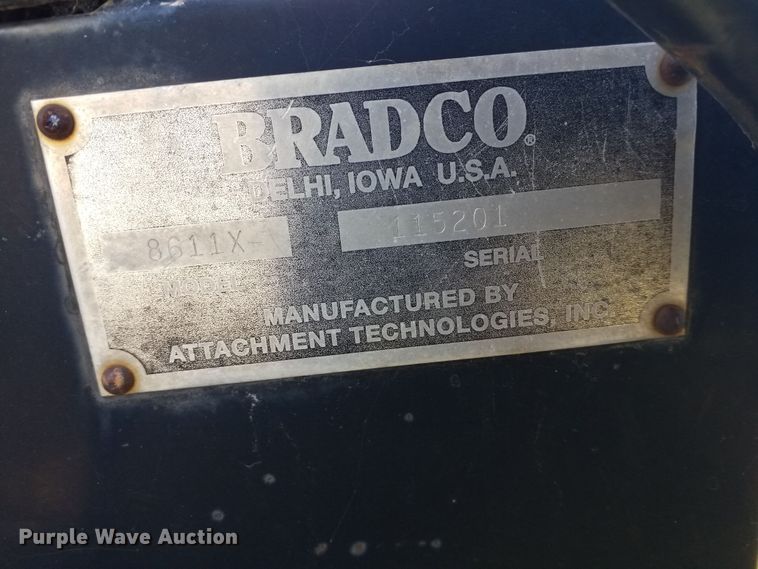 BRADCO®
DELHI, IOWA U.S.A.
8611X- 115201
MODEL SERIAL
MANUFACTURED BY
ATTACHMENT TECHNOLOGIES, INC.
Purple Wave Auction